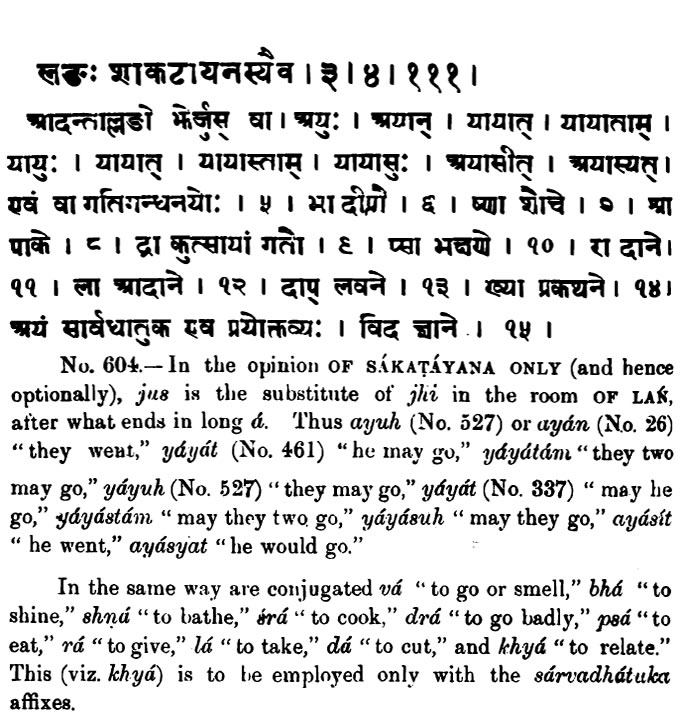 लङः शाकटायनस्यैव । ३ । ४ । १११ ।
आदन्ताल्लङो झेर्जुस् वा । अयुः । अयान् । यायात् । यायाताम् ।
यायुः । यायात् । यायास्ताम् । यायासुः । अयासीत् । अयास्यत् ।
एवं वा गतिगन्धनयोः । ५ । भा दीप्तौ । ६ । ष्णा शौचे । ७ । श्रा
पाके । ८ । द्रा कुत्सायां गतौ । ९ । प्सा भक्षणे । १० । रा दाने ।
११ । ला आदाने । १२ । दाप् लवने । १३ । ख्या प्रकथने । १४ ।
अयं सार्वधातुक एव प्रयोक्तव्यः । विद ज्ञाने । १५ ।
No. 604.—In the opinion OF SÁKAṬÁYANA ONLY (and hence
optionally), jus is the substitute of jhi in the room OF LAṄ,
after what ends in long á. Thus ayuh (No. 527) or ayán (No. 26)
“they went,” yáyát (No. 461) “he may go,” yáyátám “they two
may go,” yáyuh (No. 527) “they may go,” yáyát (No. 337) “may he
go,” yáyástám “may they two go,” yáyásuh “may they go,” ayásít
“he went,” ayásyat “he would go.”
In the same way are conjugated vá “to go or smell,” bhá “to
shine,” shṇá “to bathe,” śrá “to cook,” drá “to go badly,” psá “to
eat,” rá “to give,” lá “to take,” dá “to cut,” and khyá “to relate.”
This (viz. khyá) is to be employed only with the sárvadhátuka
affixes.